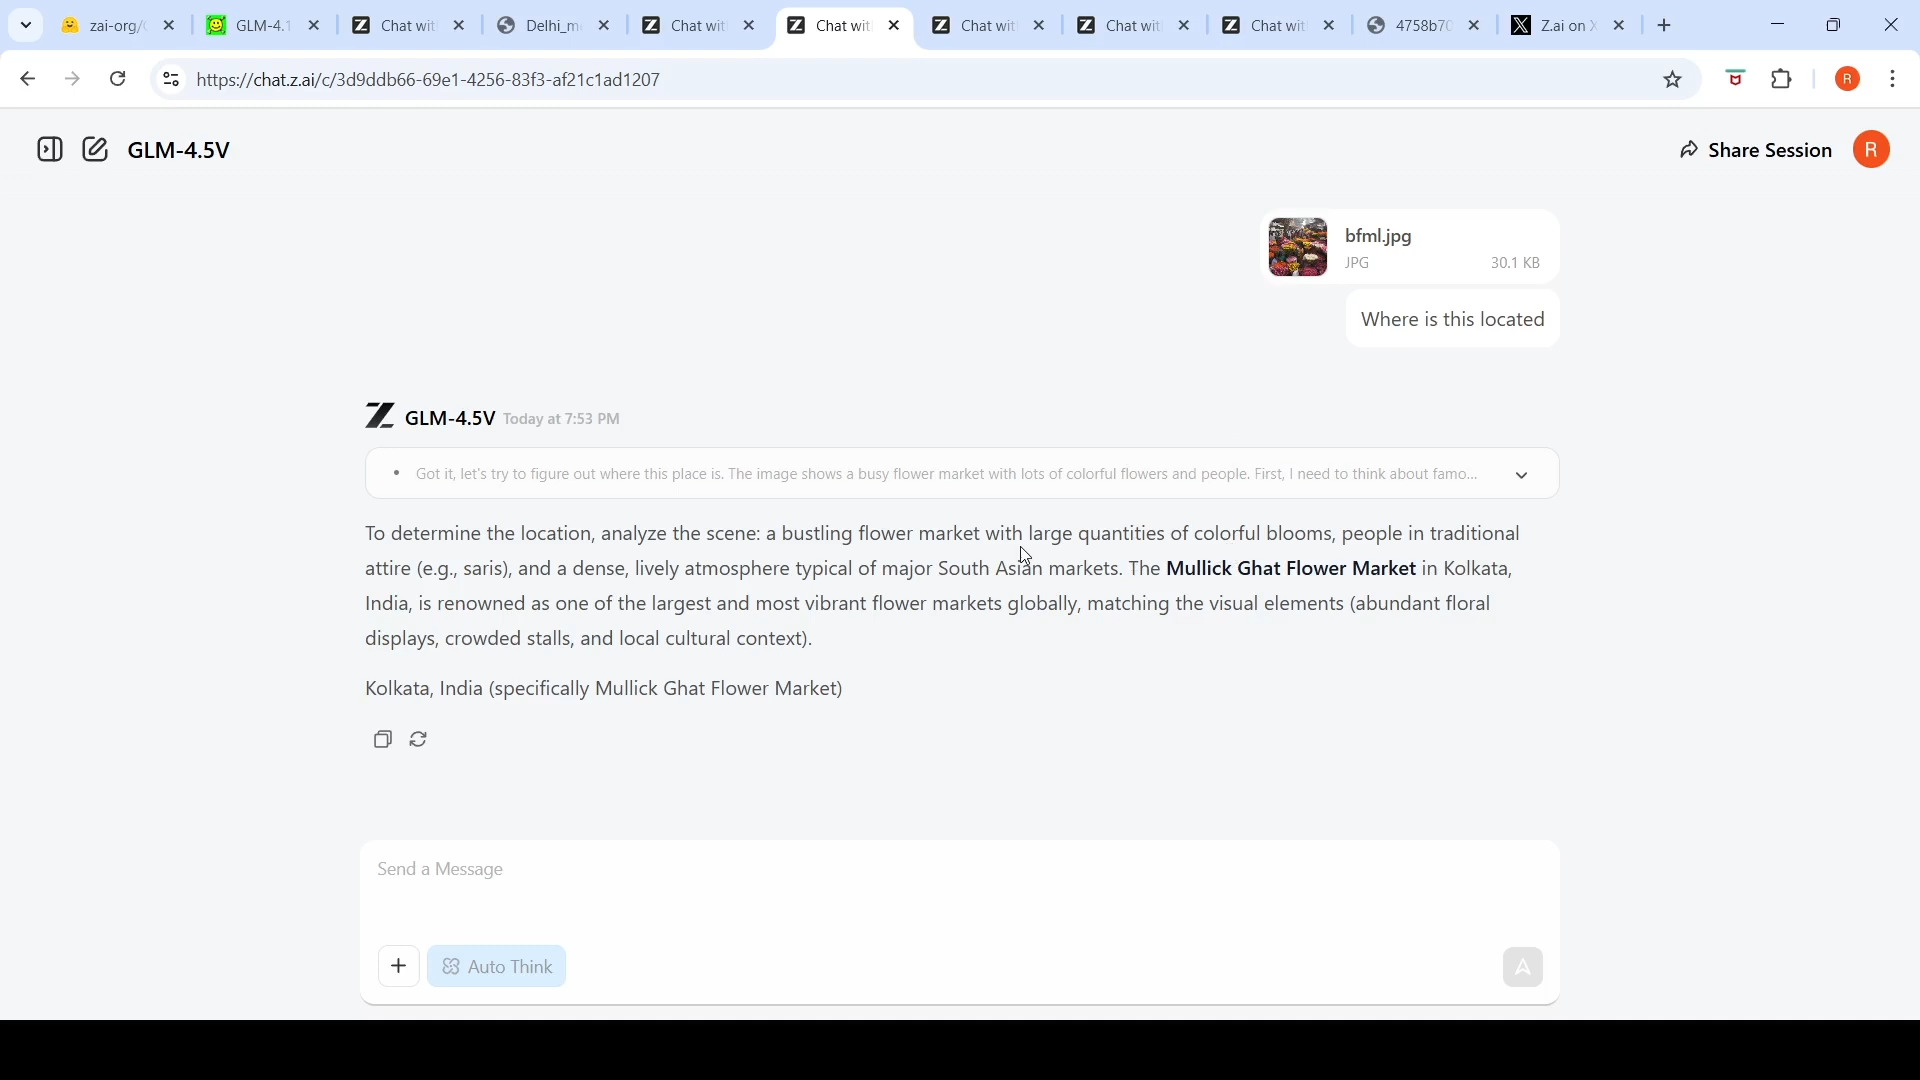 zai-org/
GLM-4.1
Chat wit
Delhi_m
Chat wit
Chat wit
Chat wit
Chat wit
Chat wit
4758b70
Z.ai on X
https://chat.z.ai/c/3d9ddb66-69e1-4256-83f3-af21c1ad1207
R
GLM-4.5V
Share Session
R
bfml.jpg
JPG 30.1 KB
Where is this located
GLM-4.5V Today at 7:53 PM
Got it, let's try to figure out where this place is. The image shows a busy flower market with lots of colorful flowers and people. First, I need to think about famo...
To determine the location, analyze the scene: a bustling flower market with large quantities of colorful blooms, people in traditional
attire (e.g., saris), and a dense, lively atmosphere typical of major South Asian markets. The Mullick Ghat Flower Market in Kolkata,
India, is renowned as one of the largest and most vibrant flower markets globally, matching the visual elements (abundant floral
displays, crowded stalls, and local cultural context).
Kolkata, India (specifically Mullick Ghat Flower Market)
Send a Message
Auto Think